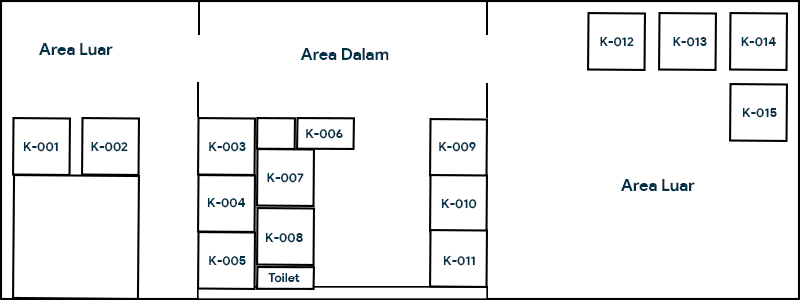 Area Luar
Area Dalam
K-012
K-013
K-014
K-015
K-001
K-002
K-003
K-006
K-009
K-007
Area Luar
K-004
K-010
K-008
K-005
K-011
Toilet